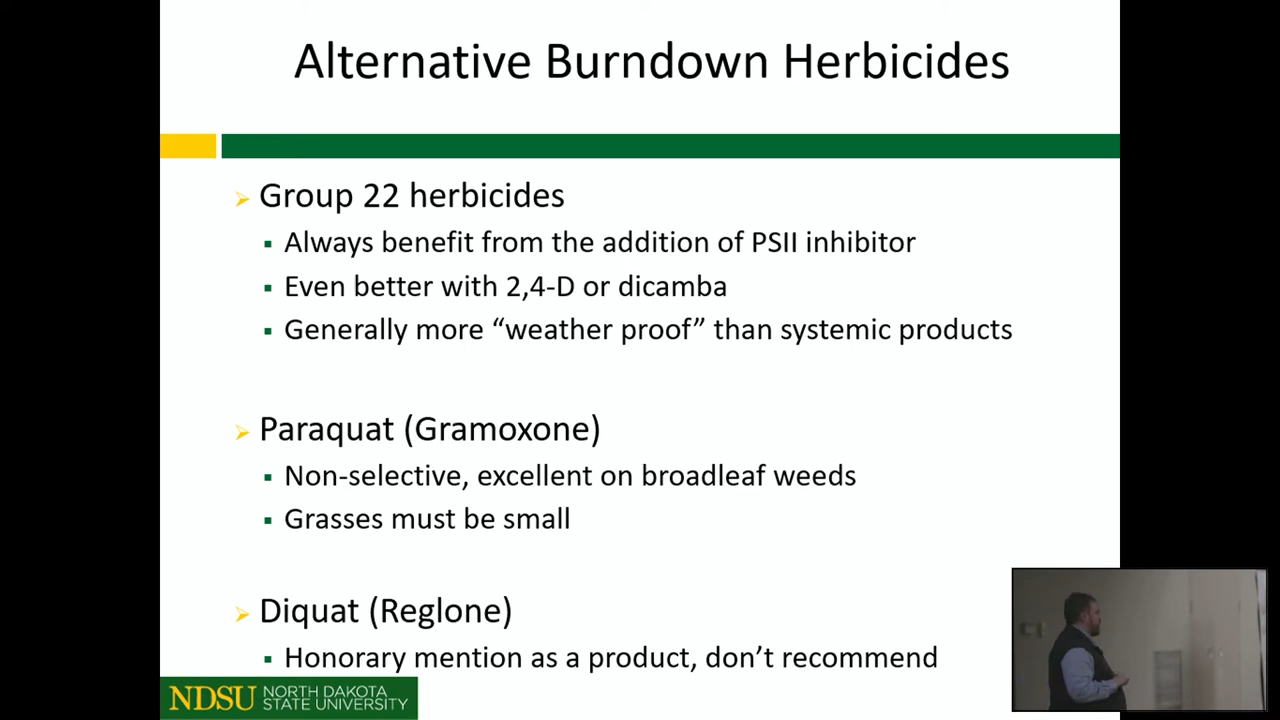 Alternative Burndown Herbicides
Group 22 herbicides
Always benefit from the addition of PSII inhibitor
Even better with 2,4-D or dicamba
Generally more “weather proof” than systemic products
Paraquat (Gramoxone)
Non-selective, excellent on broadleaf weeds
Grasses must be small
Diquat (Reglone)
Honorary mention as a product, don’t recommend
NDSU NORTH DAKOTA
STATE UNIVERSITY